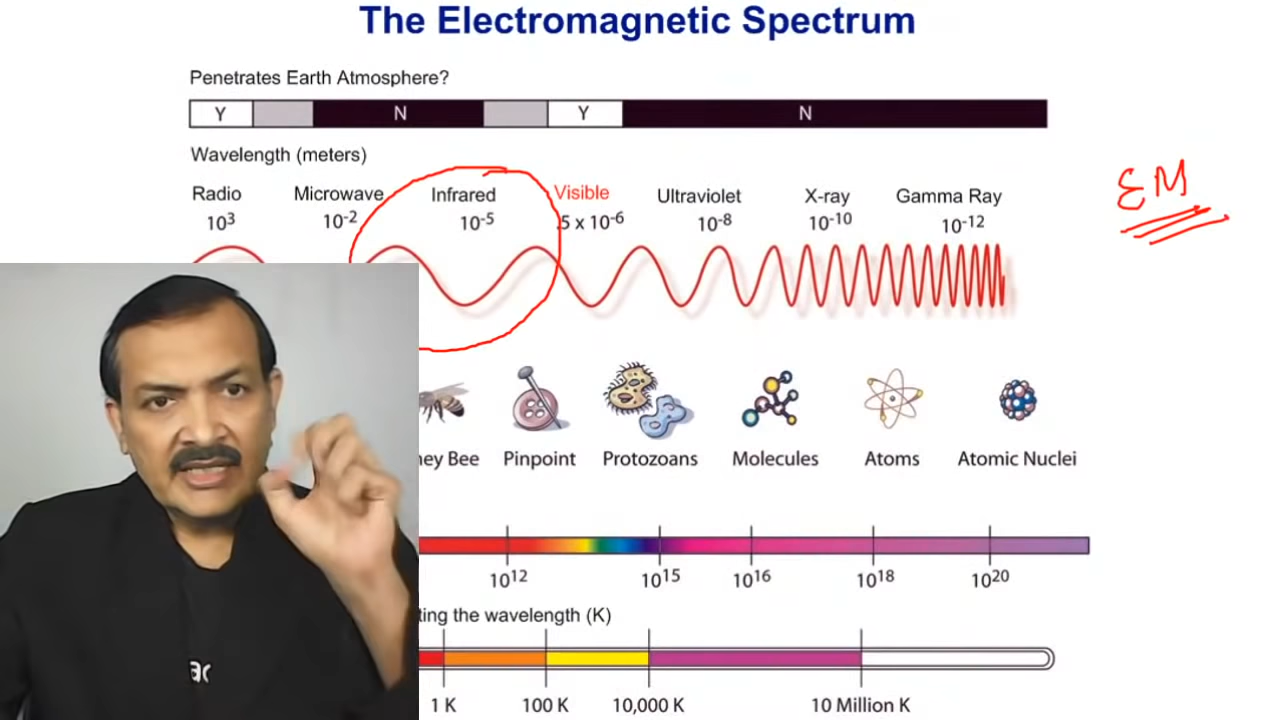 The Electromagnetic Spectrum
Penetrates Earth Atmosphere?
Y N Y N
Wavelength (meters)
Radio Microwave Infrared Visible Ultraviolet X-ray Gamma Ray
10³ 10⁻² 10⁻⁵ .5 x 10⁻⁶ 10⁻⁸ 10⁻¹⁰ 10⁻¹²
EM
ney Bee Pinpoint Protozoans Molecules Atoms Atomic Nuclei
10¹² 10¹⁵ 10¹⁶ 10¹⁸ 10²⁰
ting the wavelength (K)
1 K 100 K 10,000 K 10 Million K